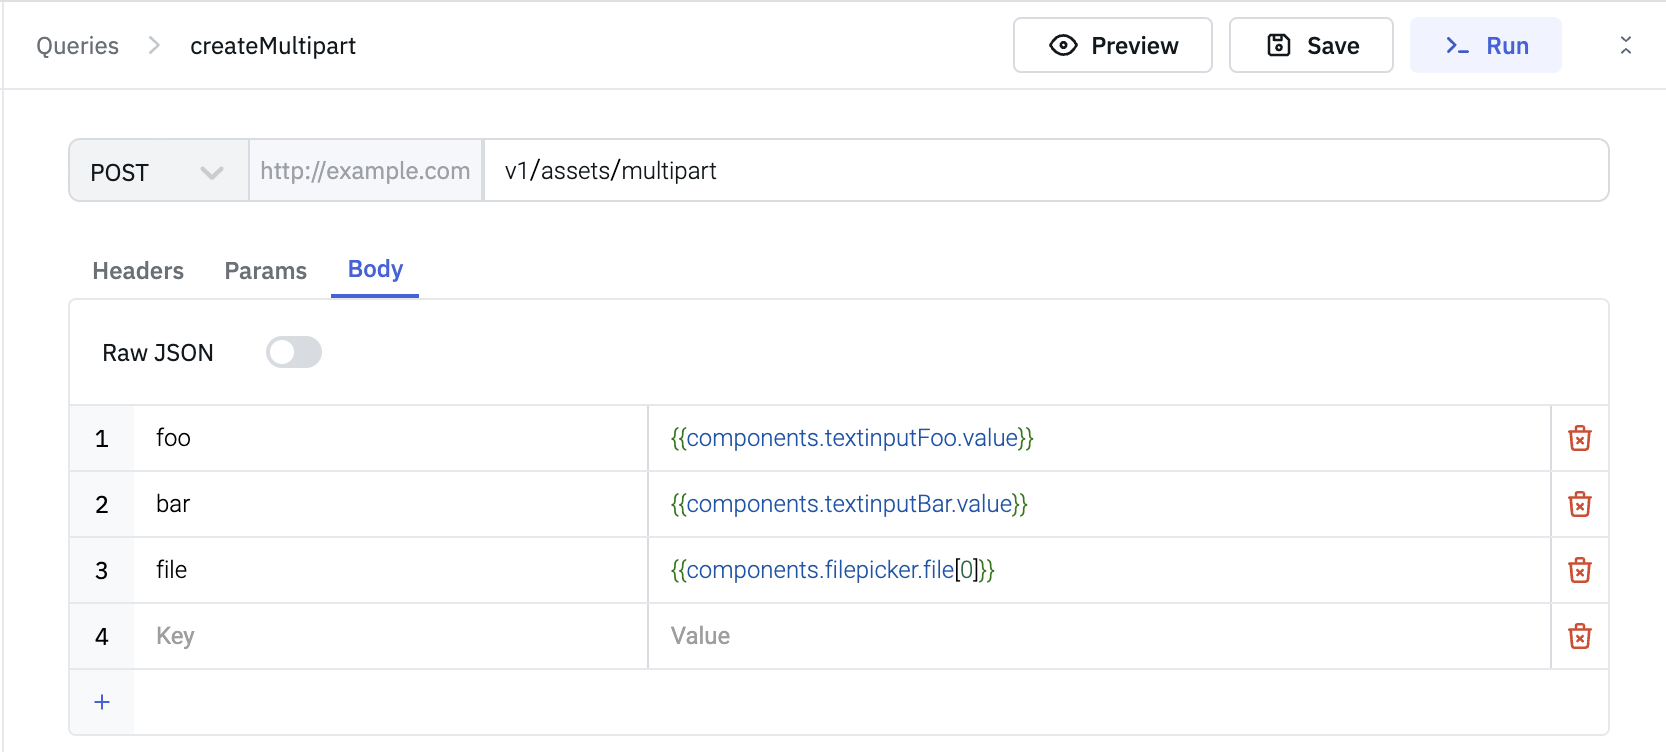 Queries > createMultipart Preview Save >_ Run
POST http://example.com v1/assets/multipart
Headers Params Body
Raw JSON
1 foo {{components.textinputFoo.value}}
2 bar {{components.textinputBar.value}}
3 file {{components.filepicker.file[0]}}
4 Key Value
+